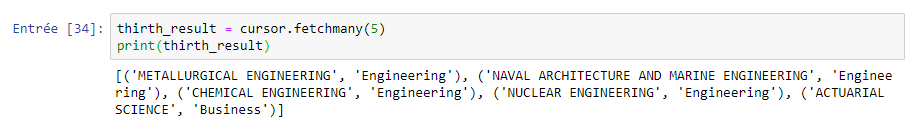 Entrée [34]: thirth_result = cursor.fetchmany(5)
print(thirth_result)
[('METALLURGICAL ENGINEERING', 'Engineering'), ('NAVAL ARCHITECTURE AND MARINE ENGINEERING', 'Enginee
ring'), ('CHEMICAL ENGINEERING', 'Engineering'), ('NUCLEAR ENGINEERING', 'Engineering'), ('ACTUARIAL
SCIENCE', 'Business')]